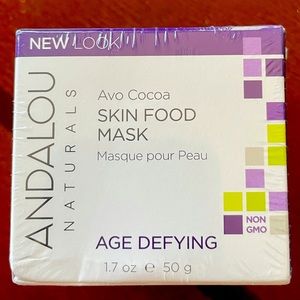 NEW LOOK
ANDALOU
NATURALS
Avo Cocoa
SKIN FOOD
MASK
Masque pour Peau
NON
GMO
AGE DEFYING
1.7 oz e 50 g